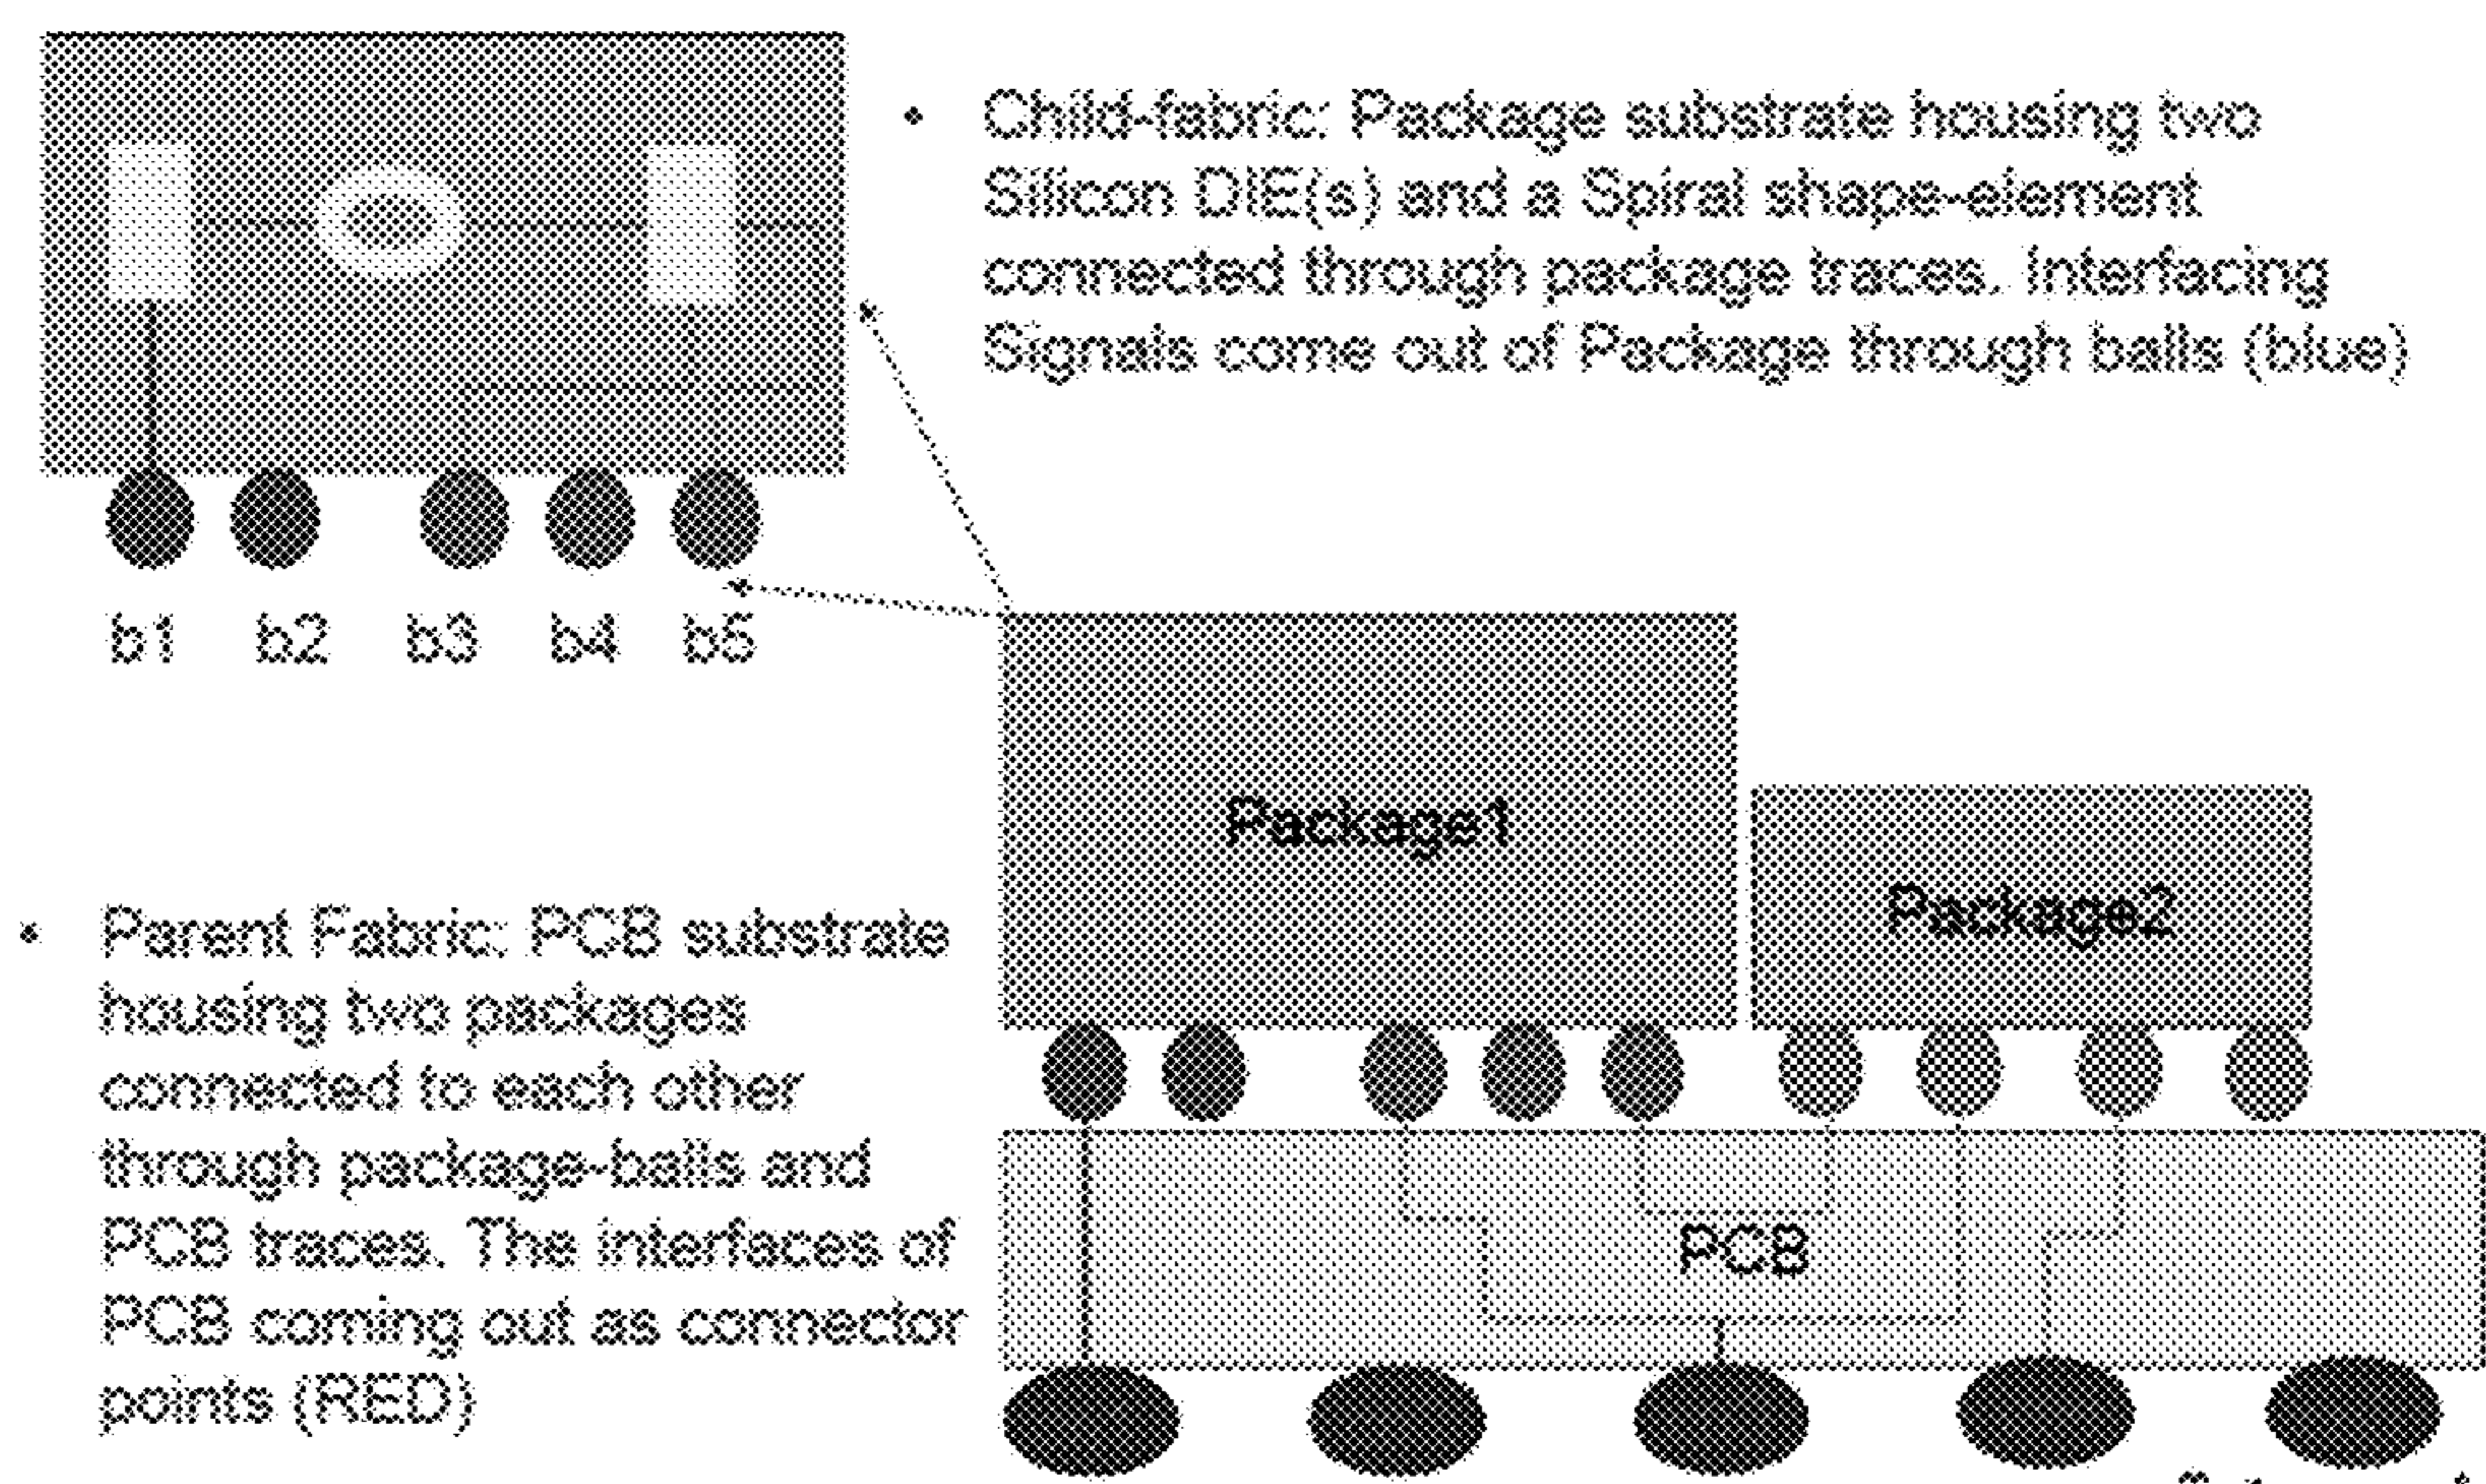 • Child-fabric: Package substrate housing two
Silicon DIE(s) and a Spiral shape-element
connected through package traces. Interfacing
Signals come out of Package through balls (blue)
b1 b2 b3 b4 b5
Package1
Package2
• Parent Fabric: PCB substrate
housing two packages
connected to each other
through package-balls and
PCB traces. The interfaces of
PCB coming out as connector
points (RED)
PCB